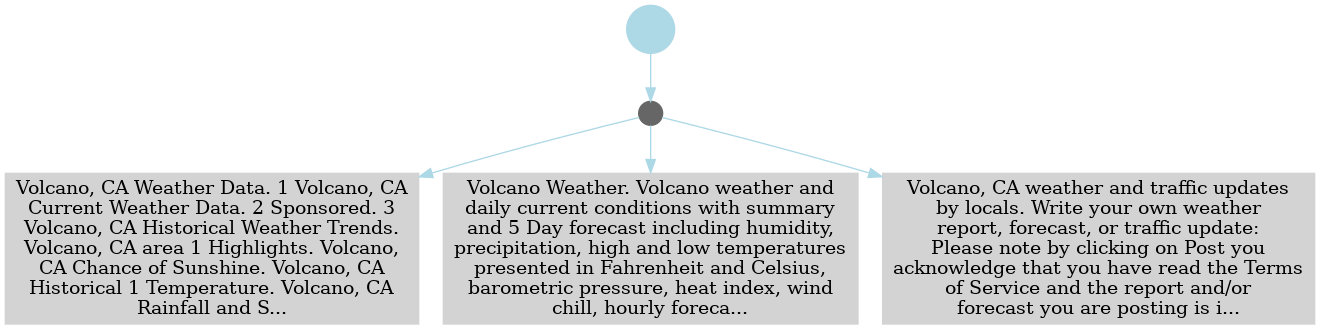 Volcano, CA Weather Data. 1 Volcano, CA
Current Weather Data. 2 Sponsored. 3
Volcano, CA Historical Weather Trends.
Volcano, CA area 1 Highlights. Volcano,
CA Chance of Sunshine. Volcano, CA
Historical 1 Temperature. Volcano, CA
Rainfall and S...
Volcano Weather. Volcano weather and
daily current conditions with summary
and 5 Day forecast including humidity,
precipitation, high and low temperatures
presented in Fahrenheit and Celsius,
barometric pressure, heat index, wind
chill, hourly foreca...
Volcano, CA weather and traffic updates
by locals. Write your own weather
report, forecast, or traffic update:
Please note by clicking on Post you
acknowledge that you have read the Terms
of Service and the report and/or
forecast you are posting is i...